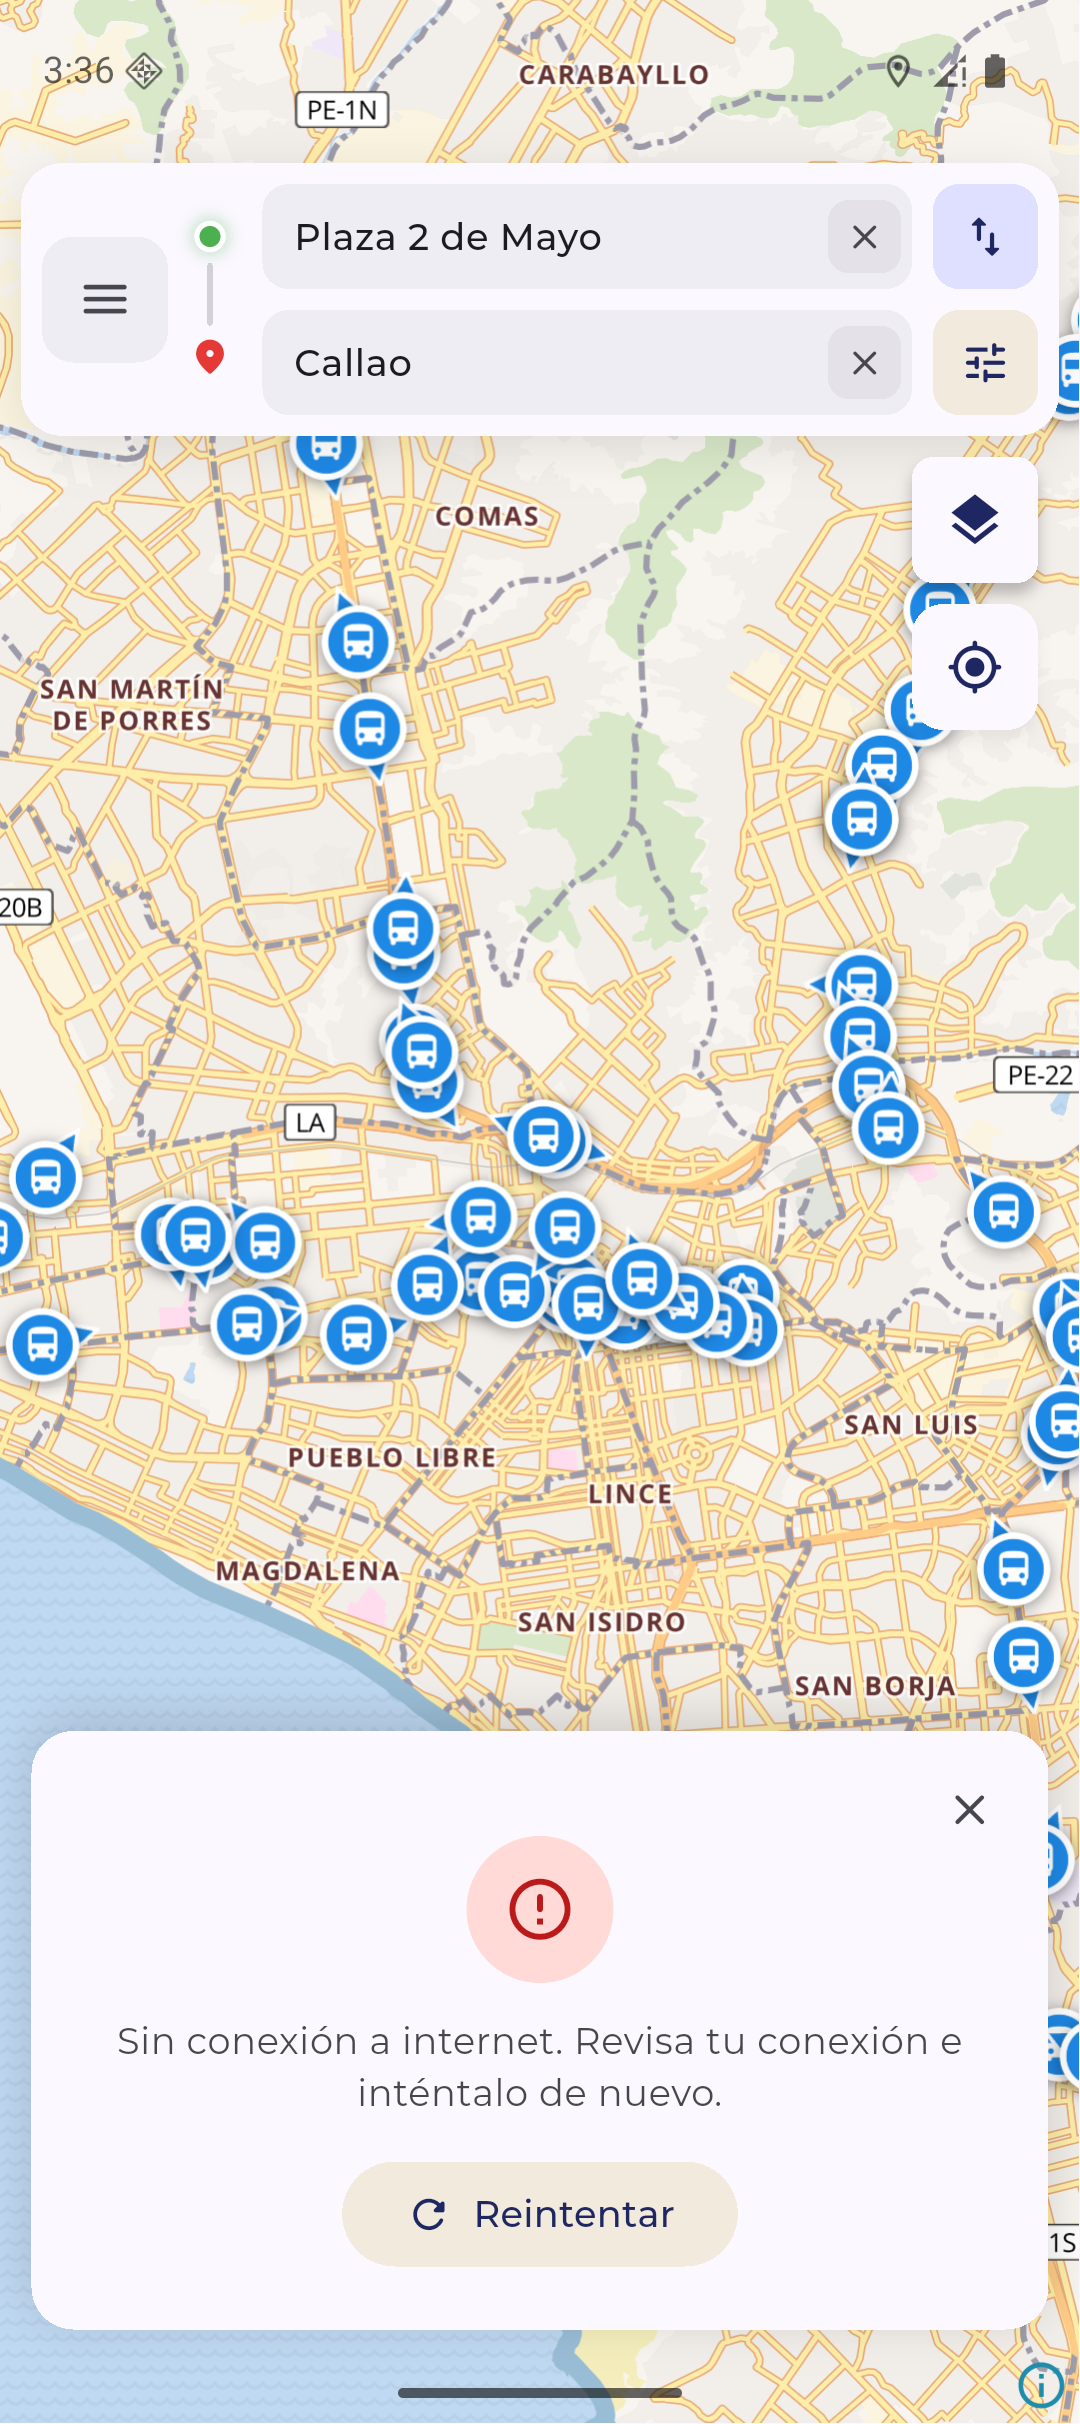 3:36
CARABAYLLO
PE-1N
Plaza 2 de Mayo
Callao
COMAS
SAN MARTÍN
DE PORRES
20B
PE-22
LA
SAN LUIS
PUEBLO LIBRE
LINCE
MAGDALENA
SAN ISIDRO
SAN BORJA
Sin conexión a internet. Revisa tu conexión e
inténtalo de nuevo.
Reintentar
1S